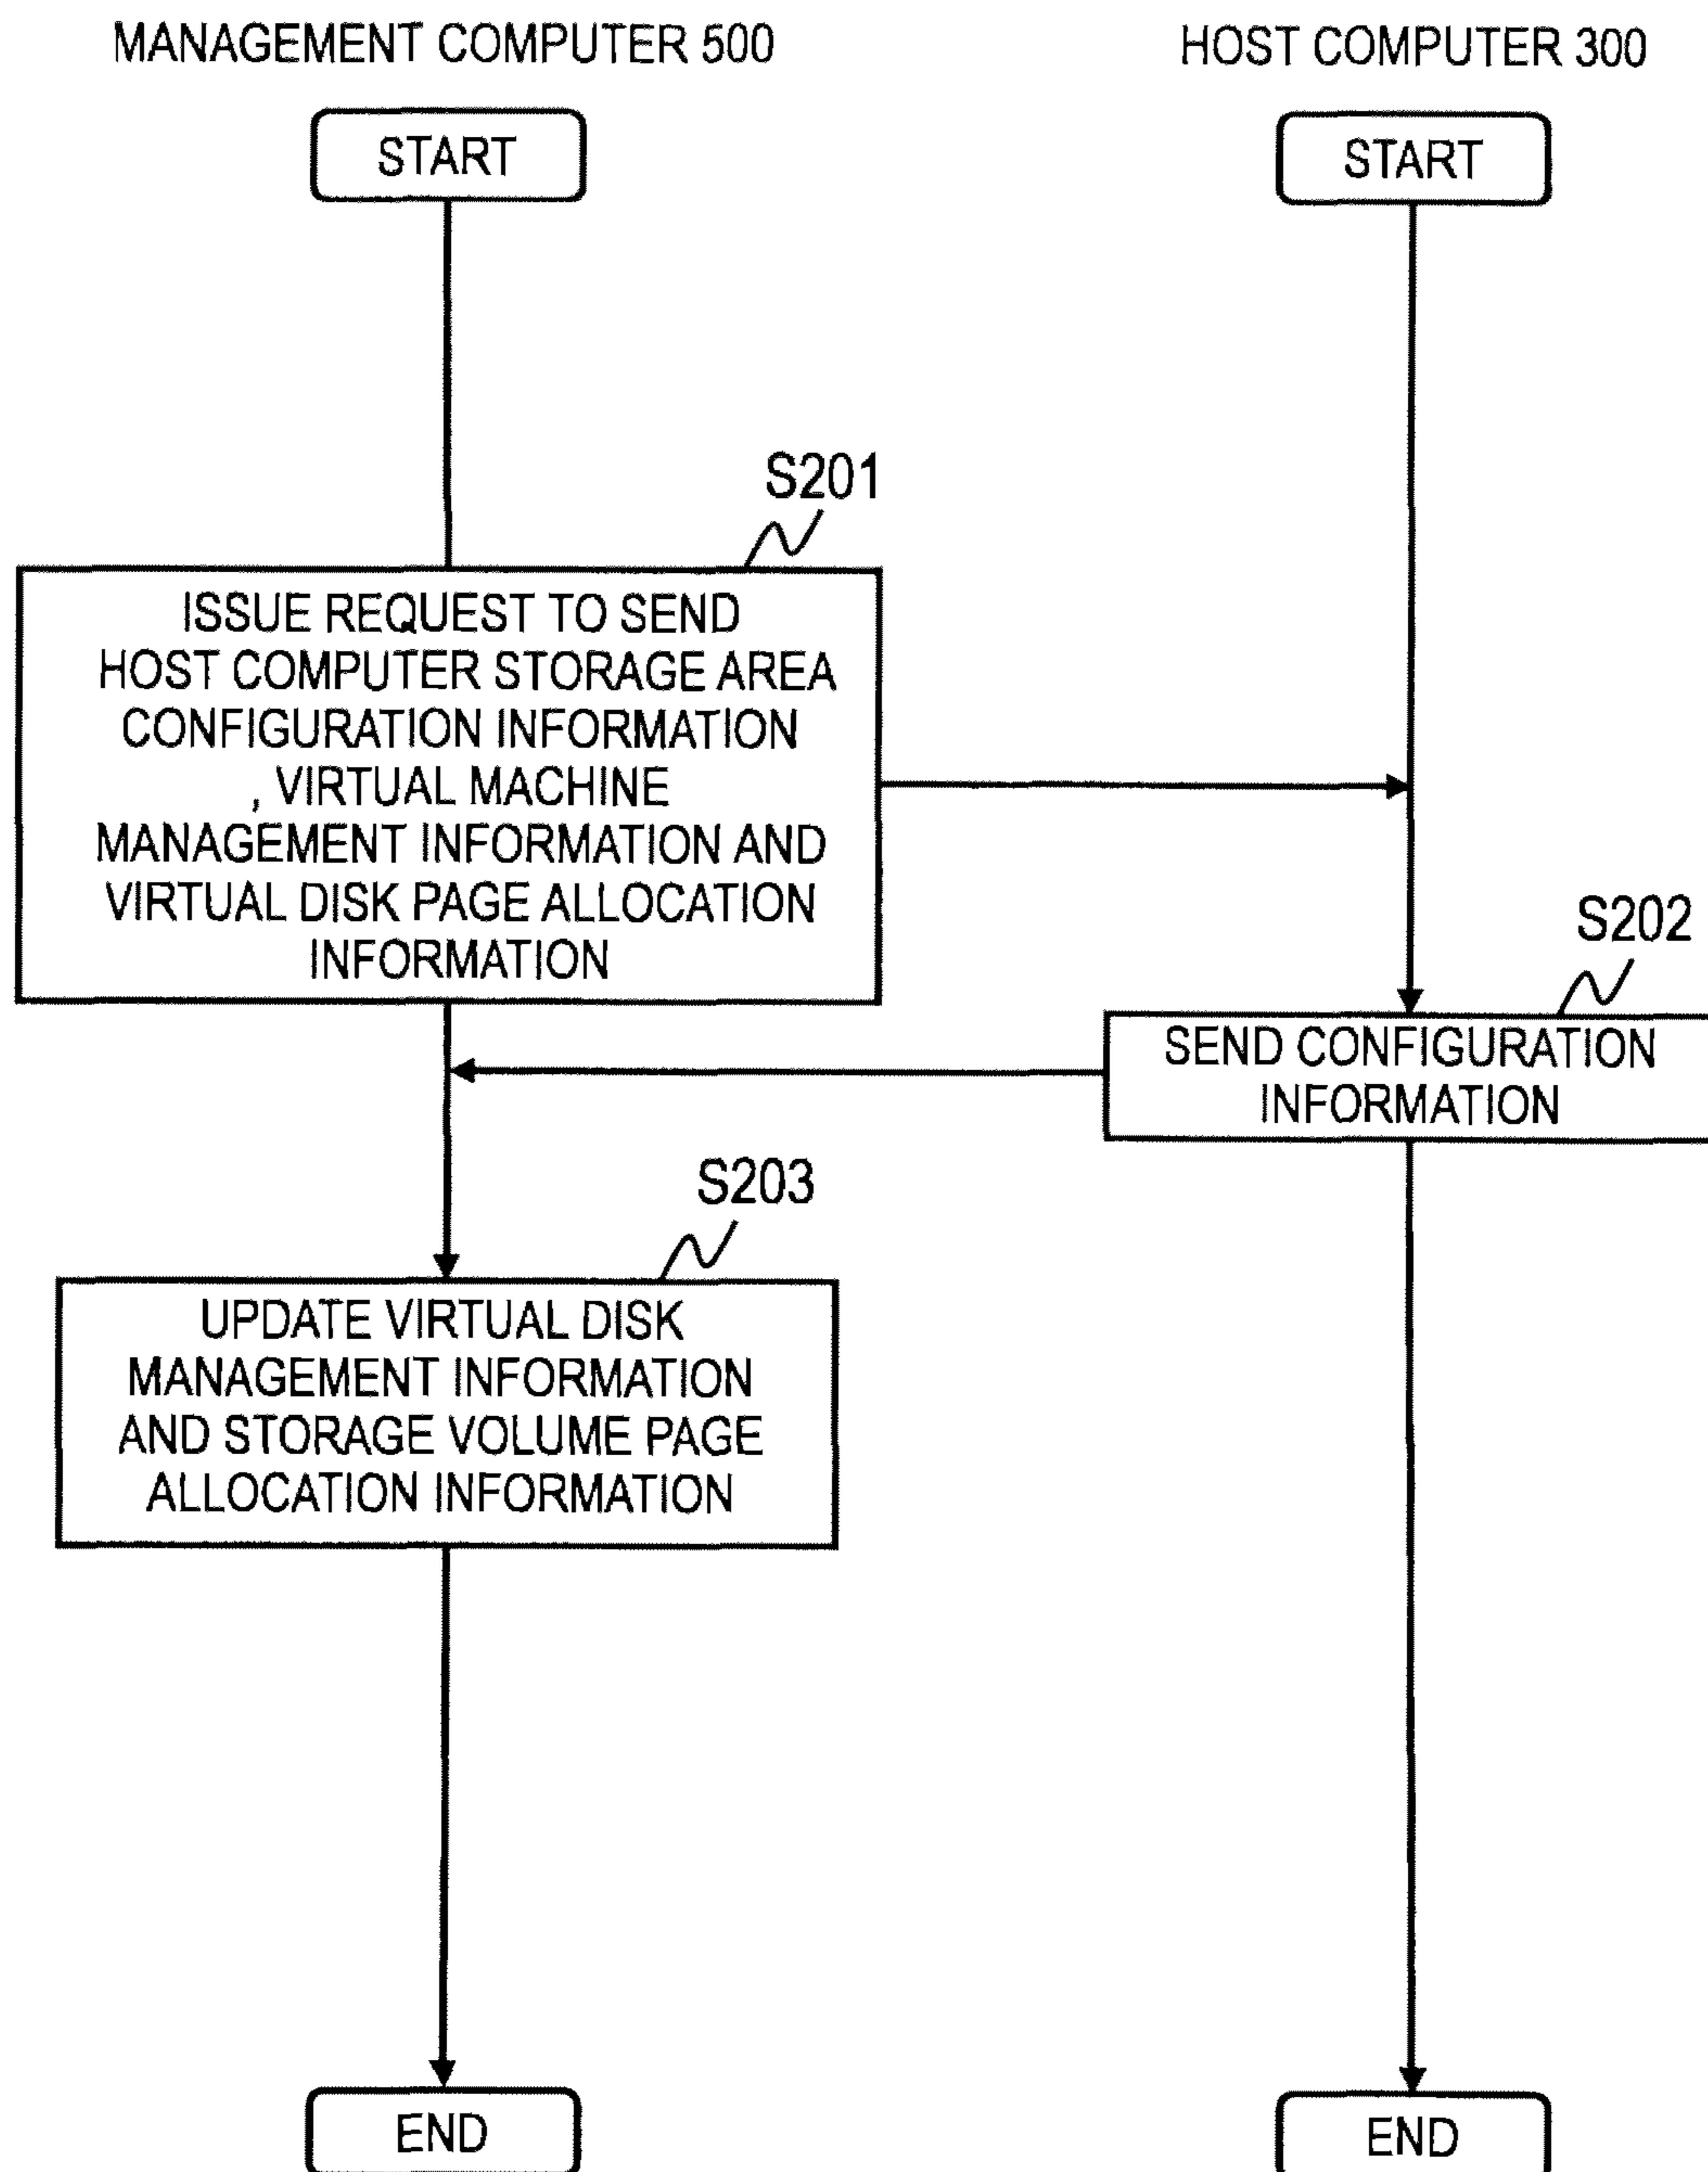 MANAGEMENT COMPUTER 500
HOST COMPUTER 300
START
START
S201
ISSUE REQUEST TO SEND
HOST COMPUTER STORAGE AREA
CONFIGURATION INFORMATION
, VIRTUAL MACHINE
MANAGEMENT INFORMATION AND
VIRTUAL DISK PAGE ALLOCATION
INFORMATION
S202
SEND CONFIGURATION
INFORMATION
S203
UPDATE VIRTUAL DISK
MANAGEMENT INFORMATION
AND STORAGE VOLUME PAGE
ALLOCATION INFORMATION
END
END